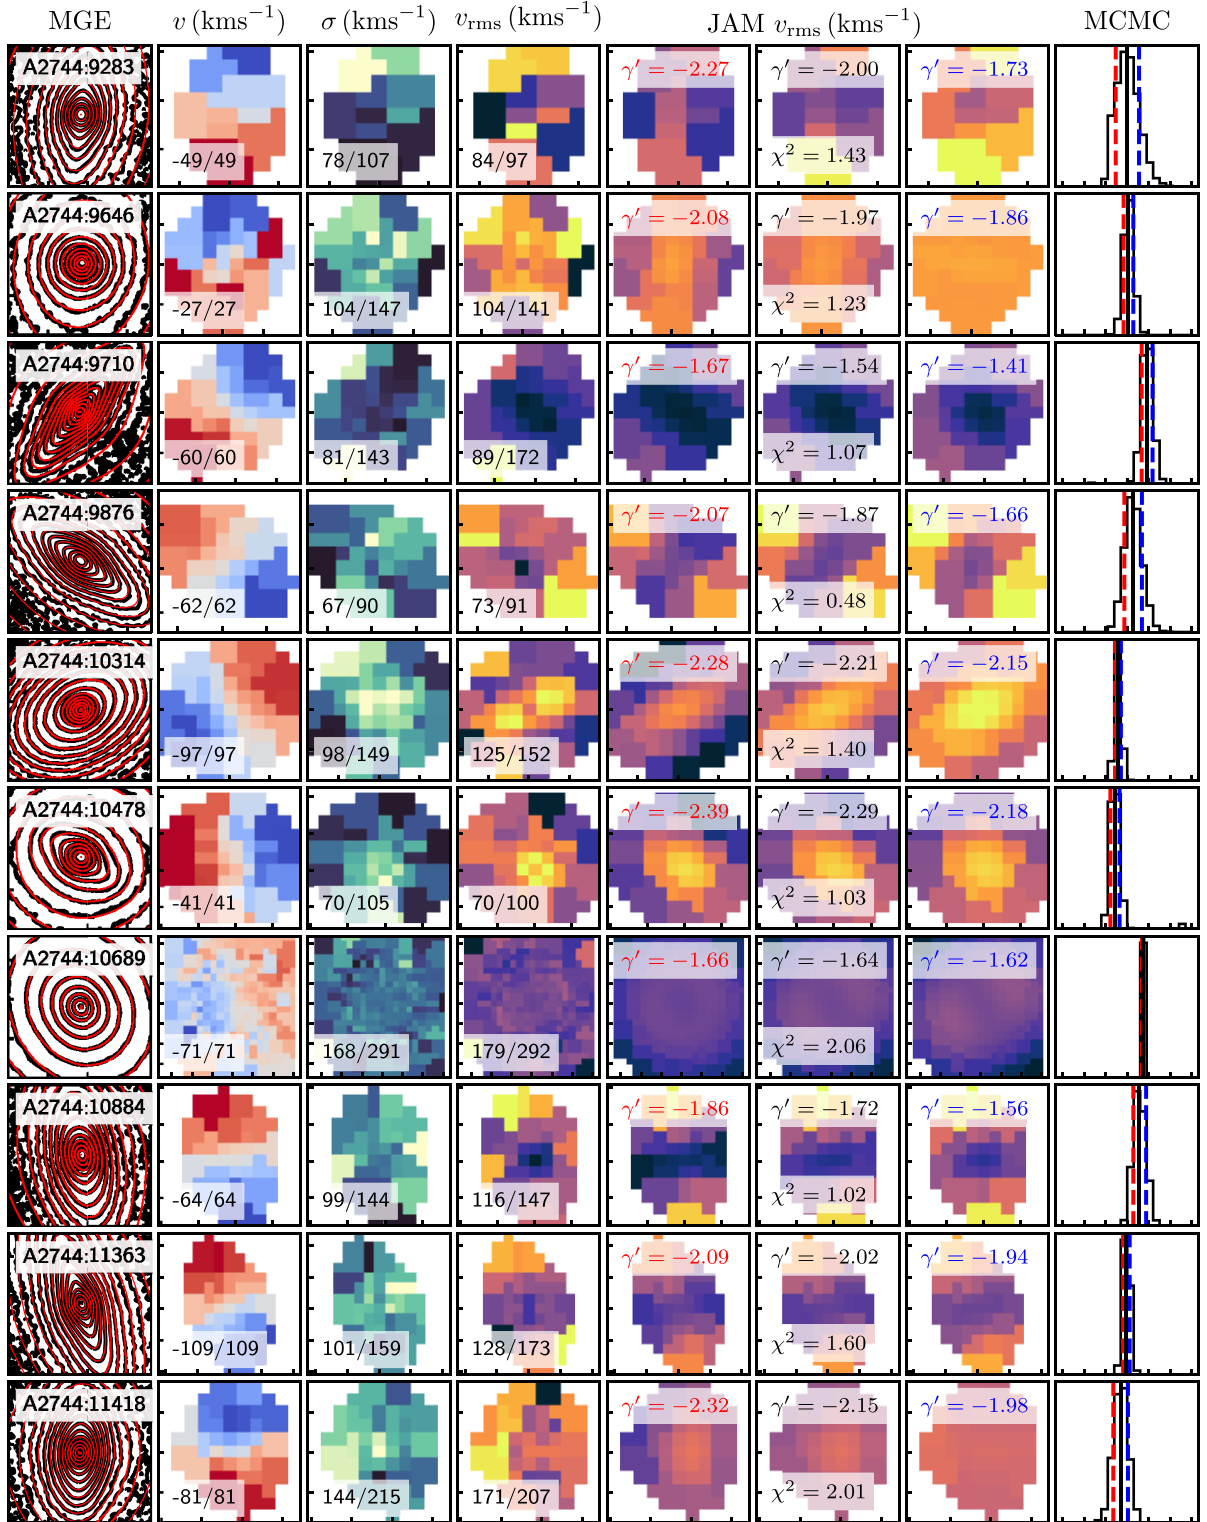 MGE v (kms⁻¹) σ (kms⁻¹) v_rms (kms⁻¹) JAM v_rms (kms⁻¹) MCMC
A2744:9283 γ′ = −2.27 γ′ = −2.00 γ′ = −1.73
-49/49 78/107 84/97 χ² = 1.43
A2744:9646 γ′ = −2.08 γ′ = −1.97 γ′ = −1.86
-27/27 104/147 104/141 χ² = 1.23
A2744:9710 γ′ = −1.67 γ′ = −1.54 γ′ = −1.41
-60/60 81/143 89/172 χ² = 1.07
A2744:9876 γ′ = −2.07 γ′ = −1.87 γ′ = −1.66
-62/62 67/90 73/91 χ² = 0.48
A2744:10314 γ′ = −2.28 γ′ = −2.21 γ′ = −2.15
-97/97 98/149 125/152 χ² = 1.40
A2744:10478 γ′ = −2.39 γ′ = −2.29 γ′ = −2.18
-41/41 70/105 70/100 χ² = 1.03
A2744:10689 γ′ = −1.66 γ′ = −1.64 γ′ = −1.62
-71/71 168/291 179/292 χ² = 2.06
A2744:10884 γ′ = −1.86 γ′ = −1.72 γ′ = −1.56
-64/64 99/144 116/147 χ² = 1.02
A2744:11363 γ′ = −2.09 γ′ = −2.02 γ′ = −1.94
-109/109 101/159 128/173 χ² = 1.60
A2744:11418 γ′ = −2.32 γ′ = −2.15 γ′ = −1.98
-81/81 144/215 171/207 χ² = 2.01